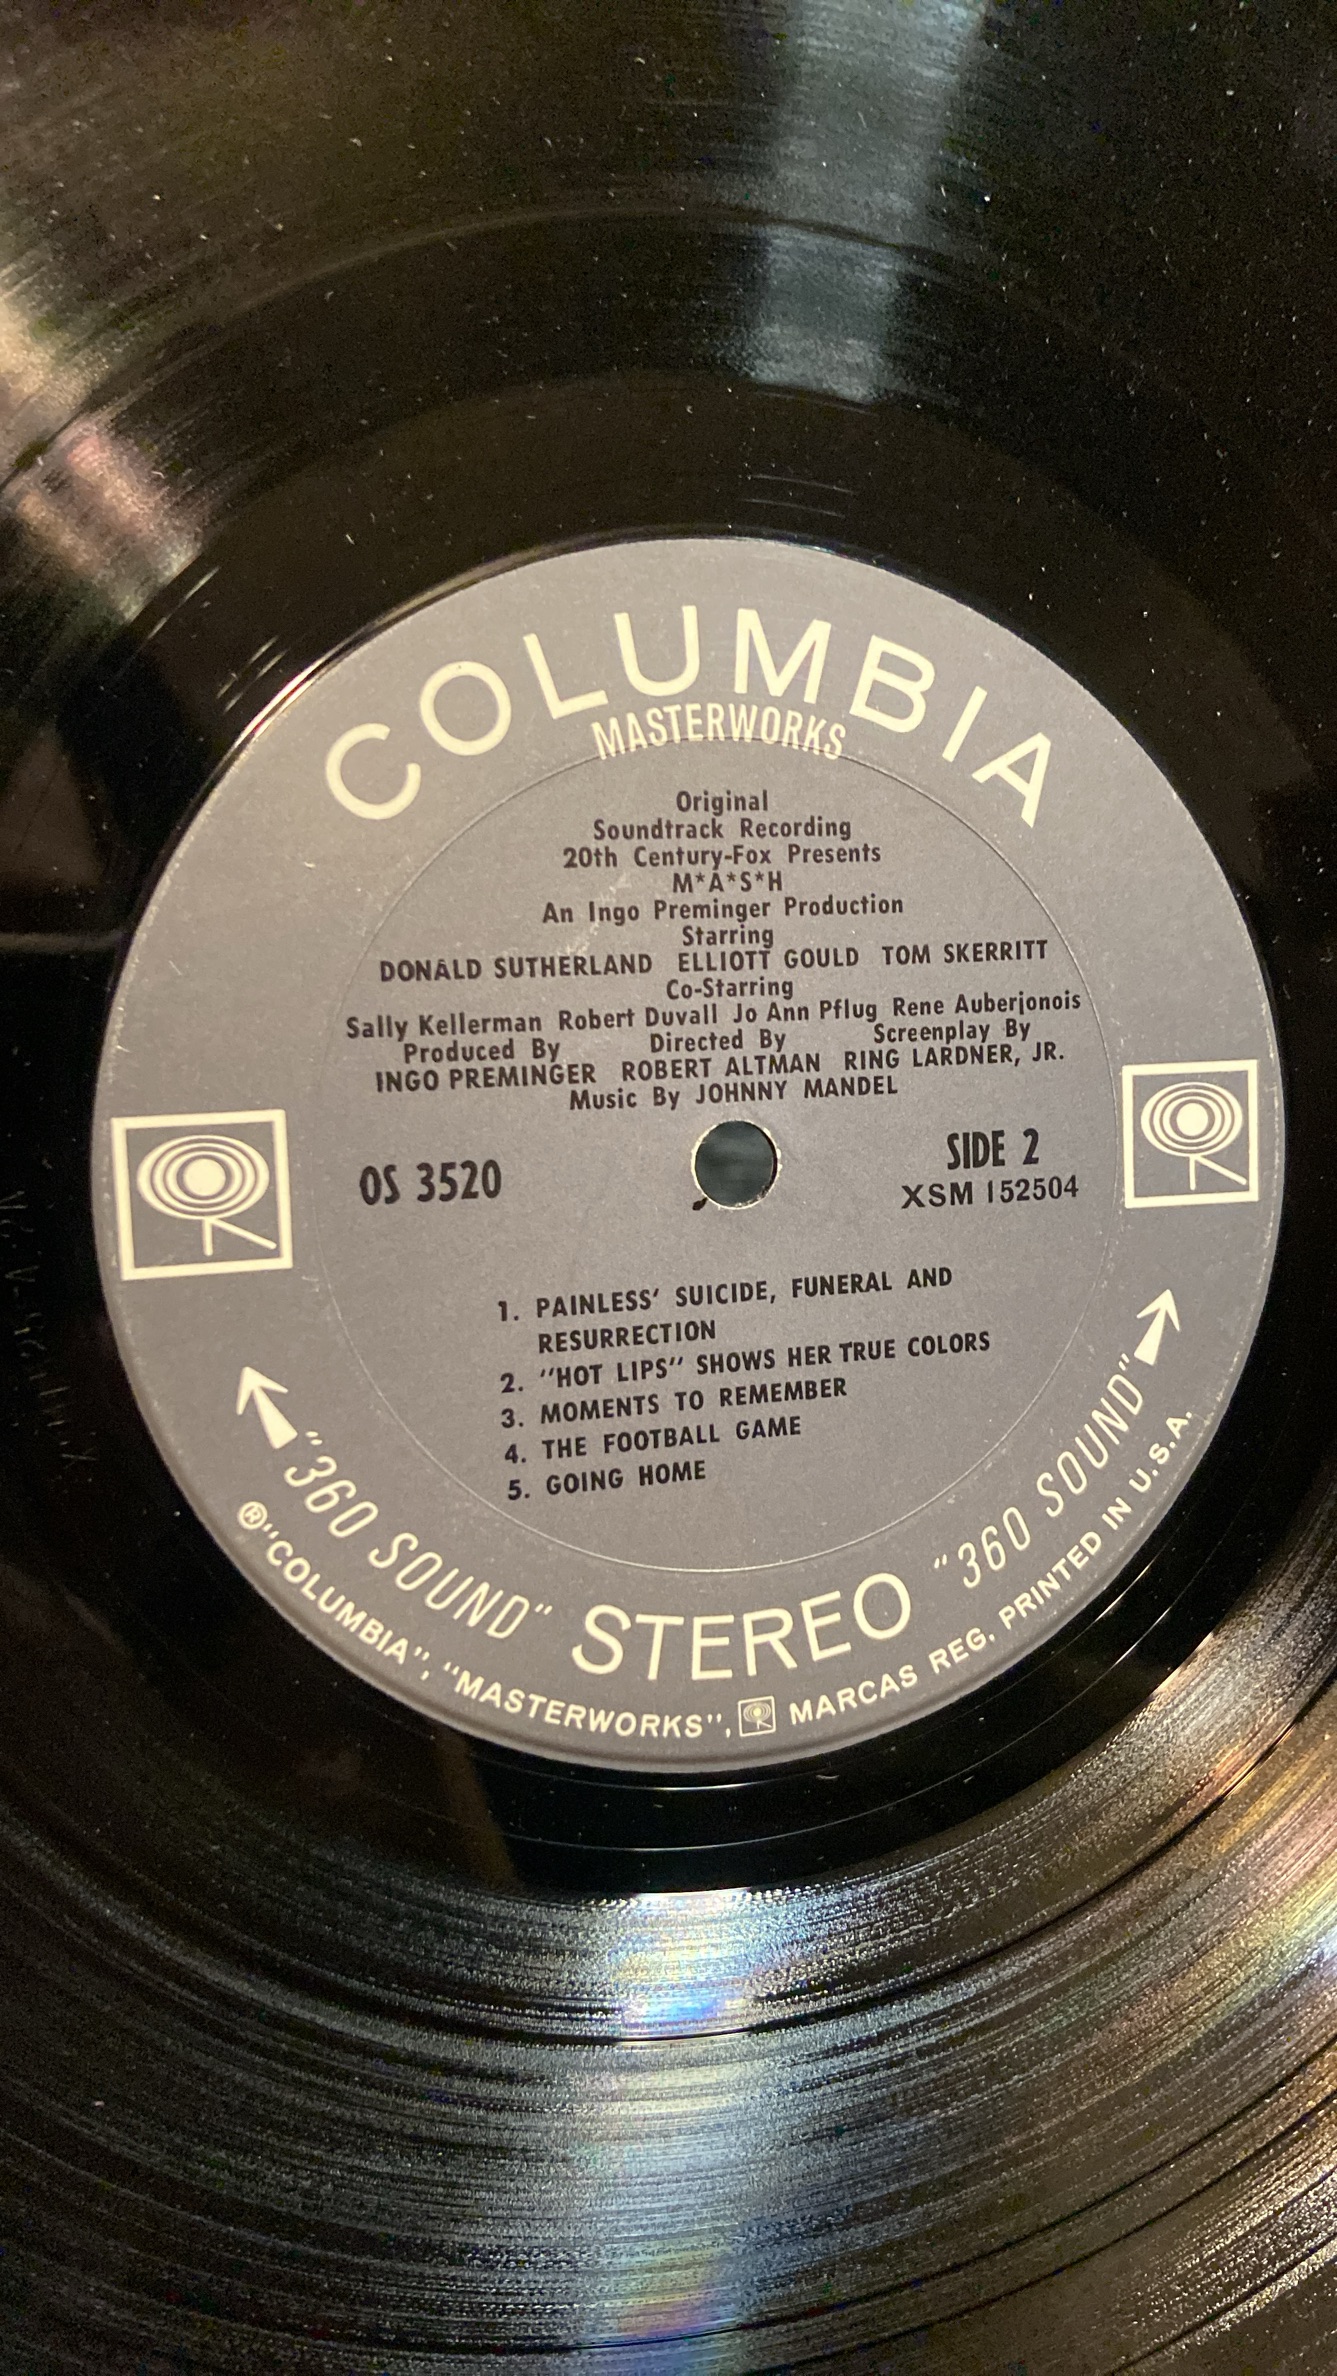 COLUMBIA
MASTERWORKS
Original
Soundtrack Recording
20th Century-Fox Presents
M*A*S*H
An Ingo Preminger Production
Starring
DONALD SUTHERLAND ELLIOTT GOULD TOM SKERRITT
Co-Starring
Sally Kellerman Robert Duvall Jo Ann Pflug Rene Auberjonois
Produced By Directed By Screenplay By
INGO PREMINGER ROBERT ALTMAN RING LARDNER, JR.
Music By JOHNNY MANDEL
OS 3520
SIDE 2
XSM 152504
1. PAINLESS' SUICIDE, FUNERAL AND
RESURRECTION
2. "HOT LIPS" SHOWS HER TRUE COLORS
3. MOMENTS TO REMEMBER
4. THE FOOTBALL GAME
5. GOING HOME
"360 SOUND" STEREO "360 SOUND"
® "COLUMBIA", "MASTERWORKS", MARCAS REG. PRINTED IN U.S.A.